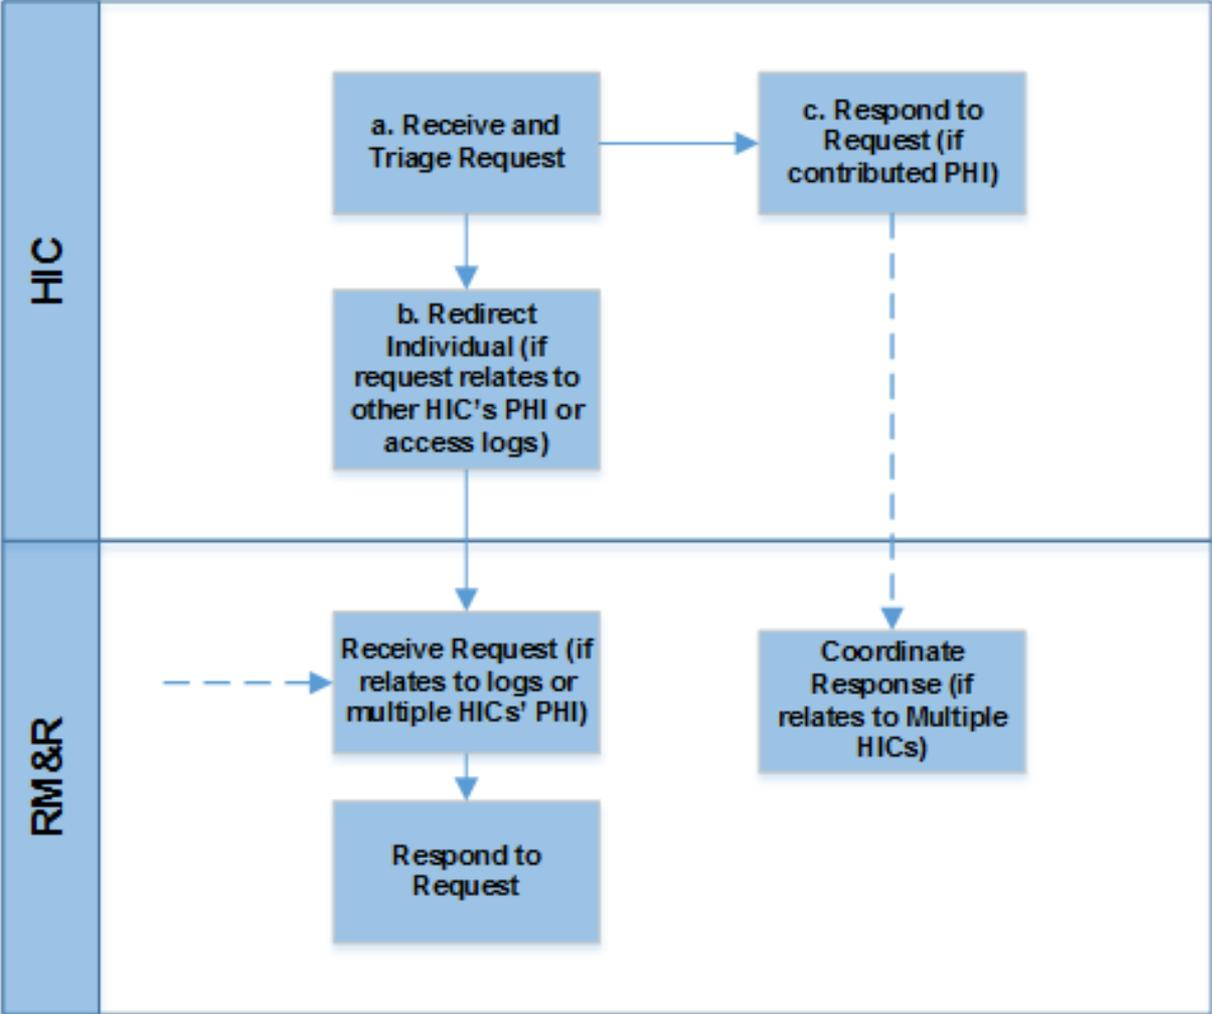 HIC
a. Receive and
Triage Request
c. Respond to
Request (if
contributed PHI)
b. Redirect
Individual (if
request relates to
other HIC's PHI or
access logs)
RM&R
Receive Request (if
relates to logs or
multiple HICs' PHI)
Coordinate
Response (if
relates to Multiple
HICs)
Respond to
Request